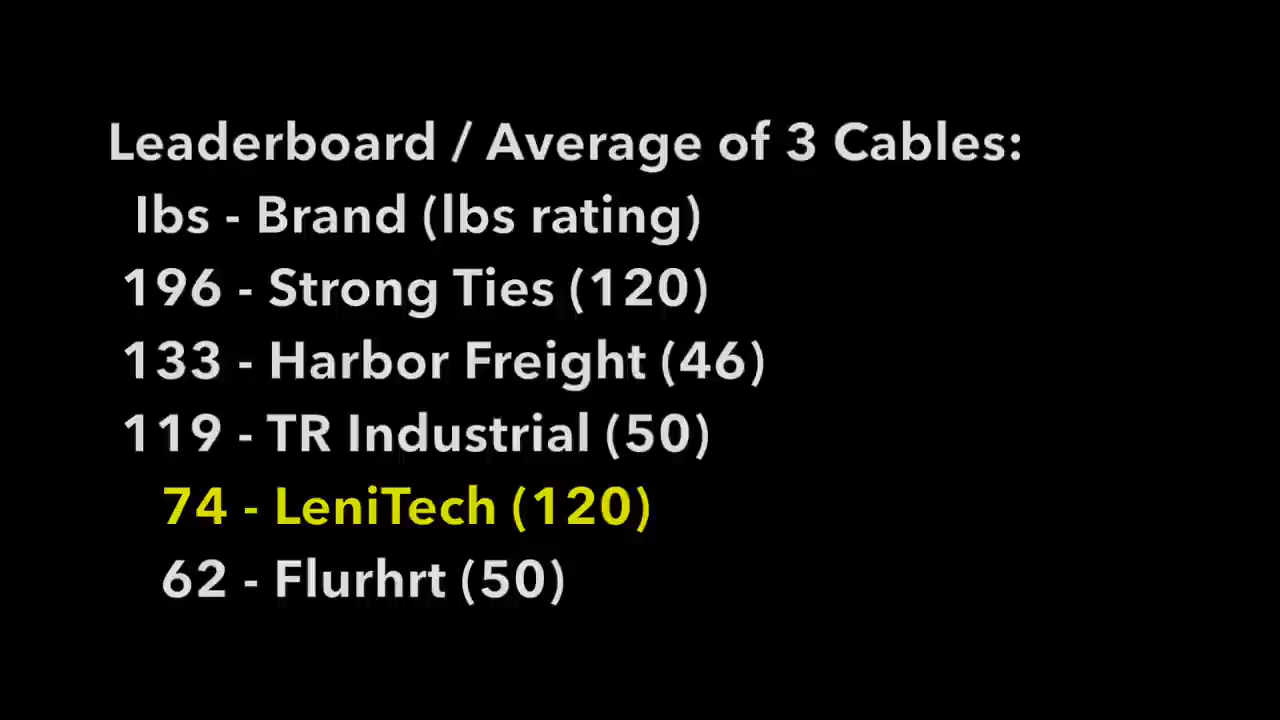 Leaderboard / Average of 3 Cables:
lbs - Brand (lbs rating)
196 - Strong Ties (120)
133 - Harbor Freight (46)
119 - TR Industrial (50)
74 - LeniTech (120)
62 - Flurhrt (50)